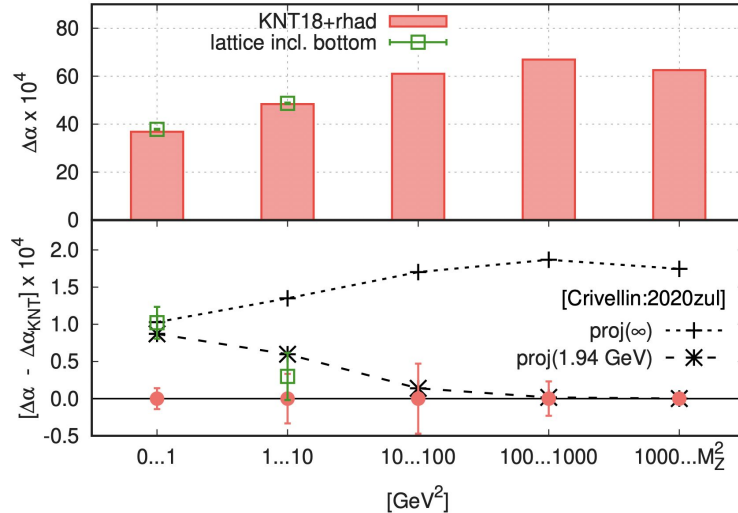 80
60
40
20
0
Δα x 10⁴
KNT18+rhad
lattice incl. bottom
2.0
1.5
1.0
0.5
0.0
-0.5
[Δα - Δα_KNT] x 10⁴
[Crivellin:2020zul]
proj(∞)
proj(1.94 GeV)
0...1 1...10 10...100 100...1000 1000...M_Z²
[GeV²]